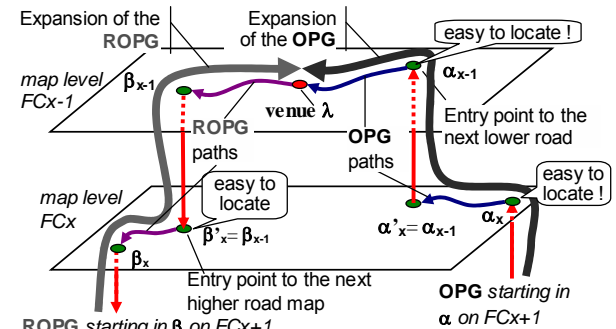 Expansion of the
ROPG
Expansion
of the OPG
easy to locate !
map level
FCx-1
βx-1
αx-1
venue λ
Entry point to the
next lower road
ROPG
paths
OPG
paths
easy to
locate !
map level
FCx
easy to
locate
β'x= βx-1
α'x= αx-1
αx
βx
Entry point to the next
higher road map
OPG starting in
α on FCx+1
ROPG starting in β on FCx+1